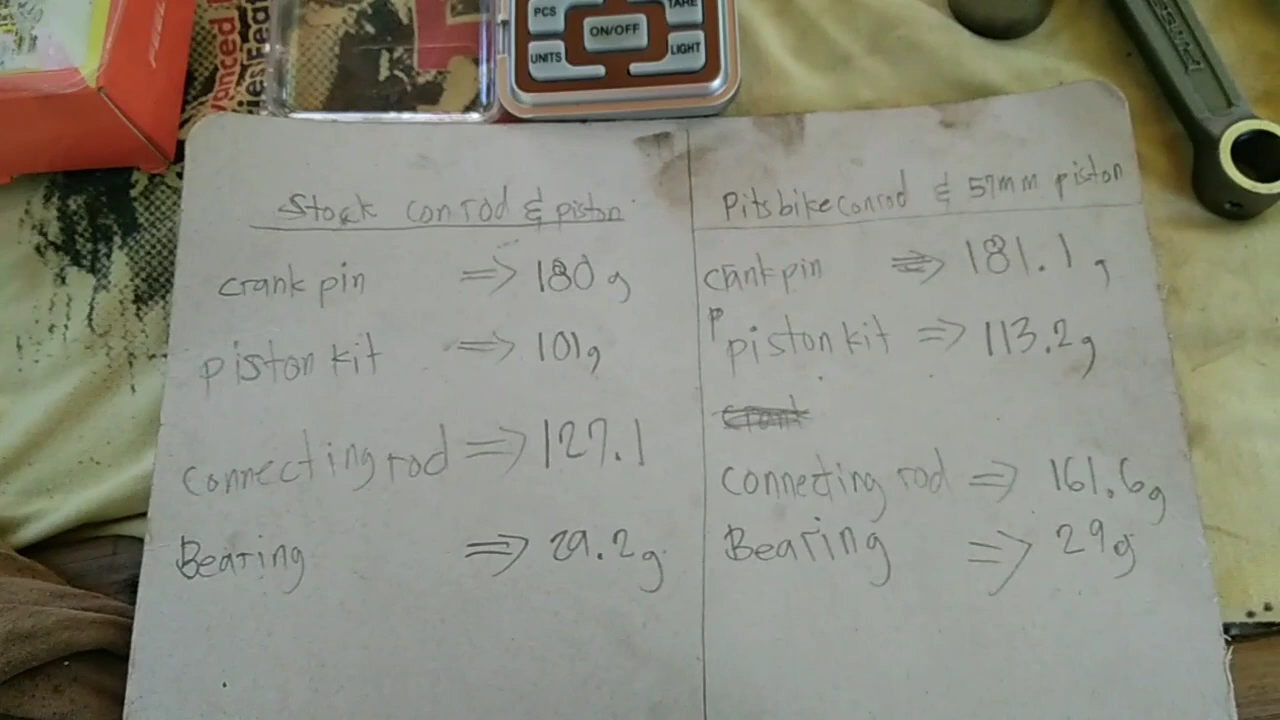 PCS
TARE
ON/OFF
UNITS
LIGHT
Stock conrod & piston
crank pin => 180g
piston kit => 101g
connecting rod => 127.1
Bearing => 29.2g
Pitsbike conrod & 57mm piston
crankpin => 181.1g
piston kit => 113.2g
connecting rod => 161.6g
Bearing => 29g